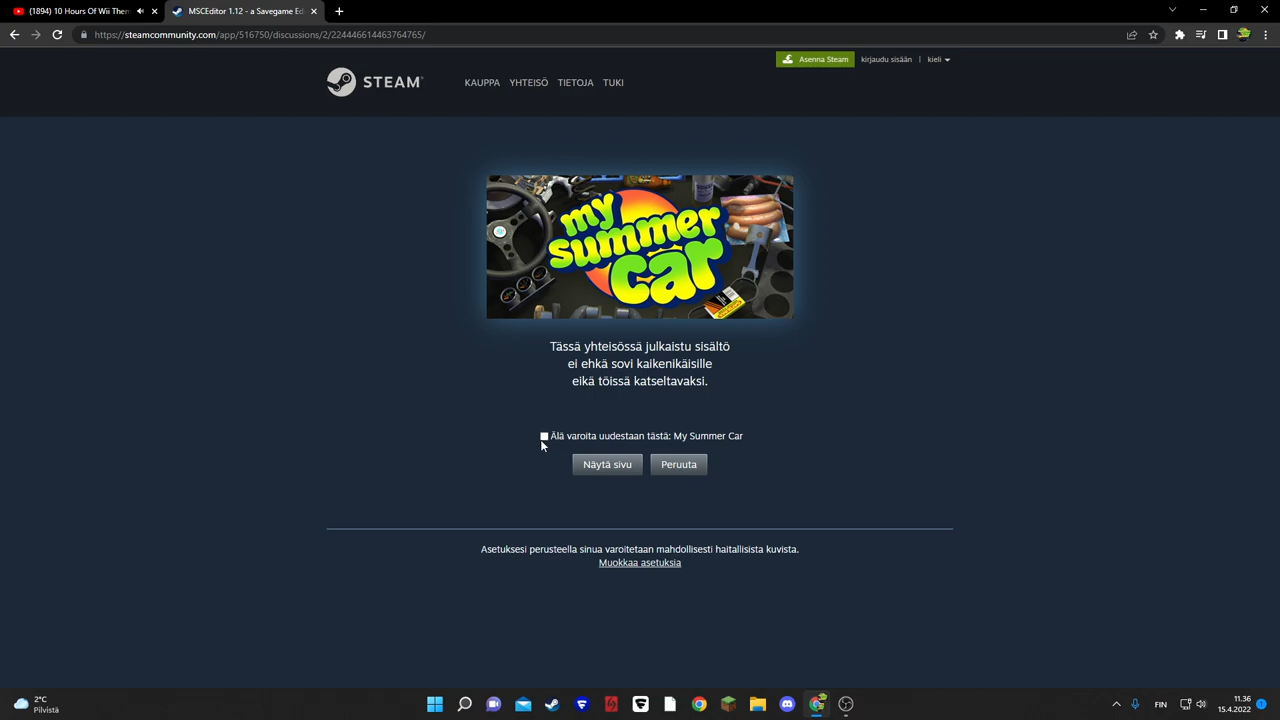 (1894) 10 Hours Of Wii Them
MSCEditor 1.12 - a Savegame Ed
https://steamcommunity.com/app/516750/discussions/2/224446614463764765/
Asenna Steam
kirjaudu sisään
kieli
STEAM
KAUPPA
YHTEISÖ
TIETOJA
TUKI
my
summer
car
Tässä yhteisössä julkaistu sisältö
ei ehkä sovi kaikenikäisille
eikä töissä katseltavaksi.
Älä varoita uudestaan tästä: My Summer Car
Näytä sivu
Peruuta
Asetuksesi perusteella sinua varoitetaan mahdollisesti haitallisista kuvista.
Muokkaa asetuksia
2°C
Pilvistä
FIN
11.36
15.4.2022